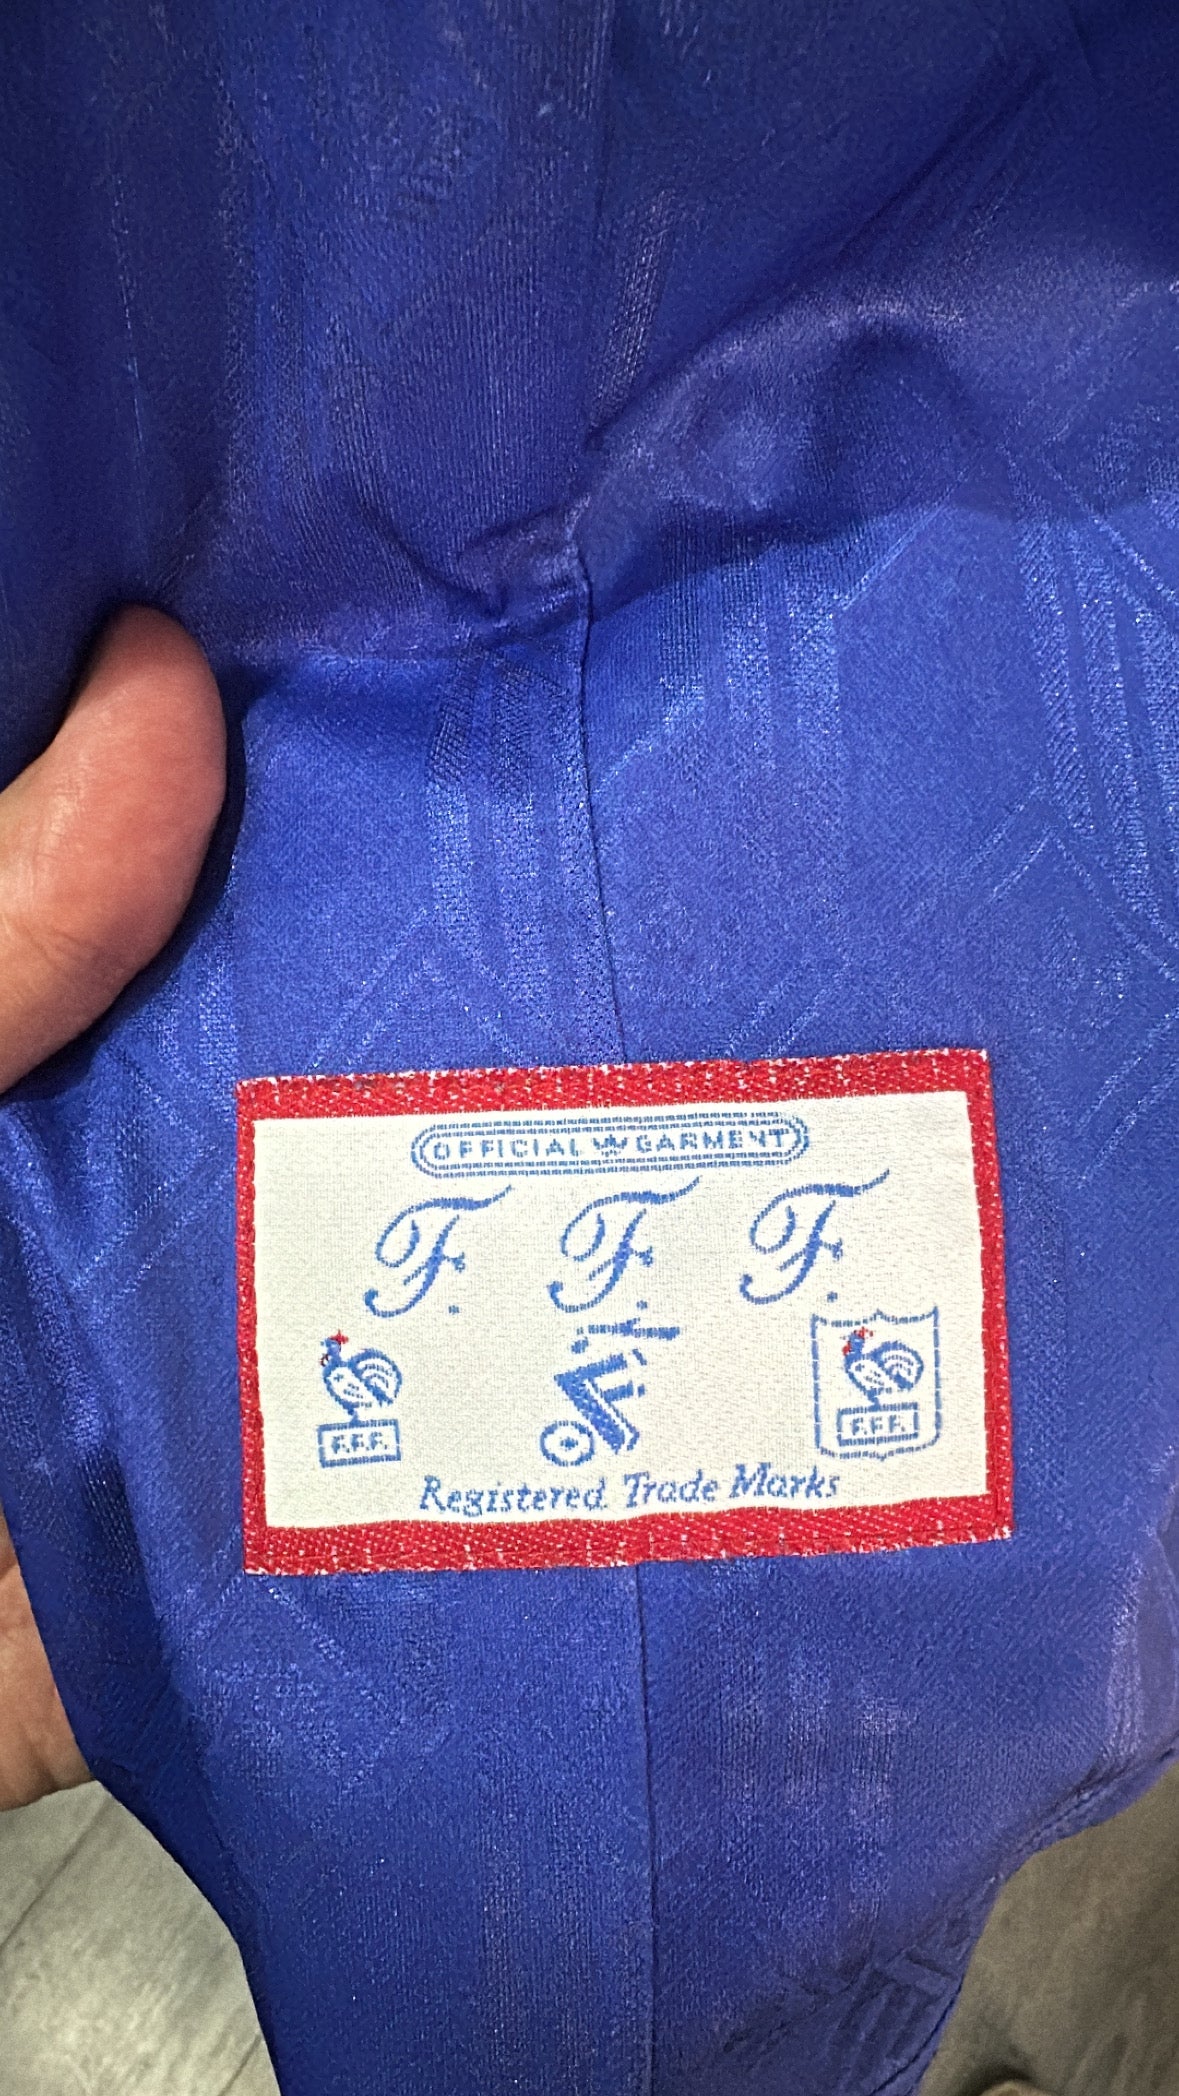 OFFICIAL GARMENT
F. F. F.
F.F.F. F.F.F.
Registered Trade Marks